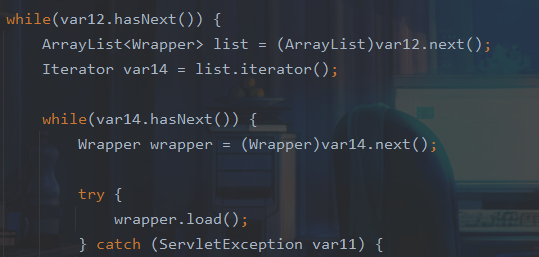 while(var12.hasNext()) {
ArrayList<Wrapper> list = (ArrayList)var12.next();
Iterator var14 = list.iterator();
while(var14.hasNext()) {
Wrapper wrapper = (Wrapper)var14.next();
try {
wrapper.load();
} catch (ServletException var11) {